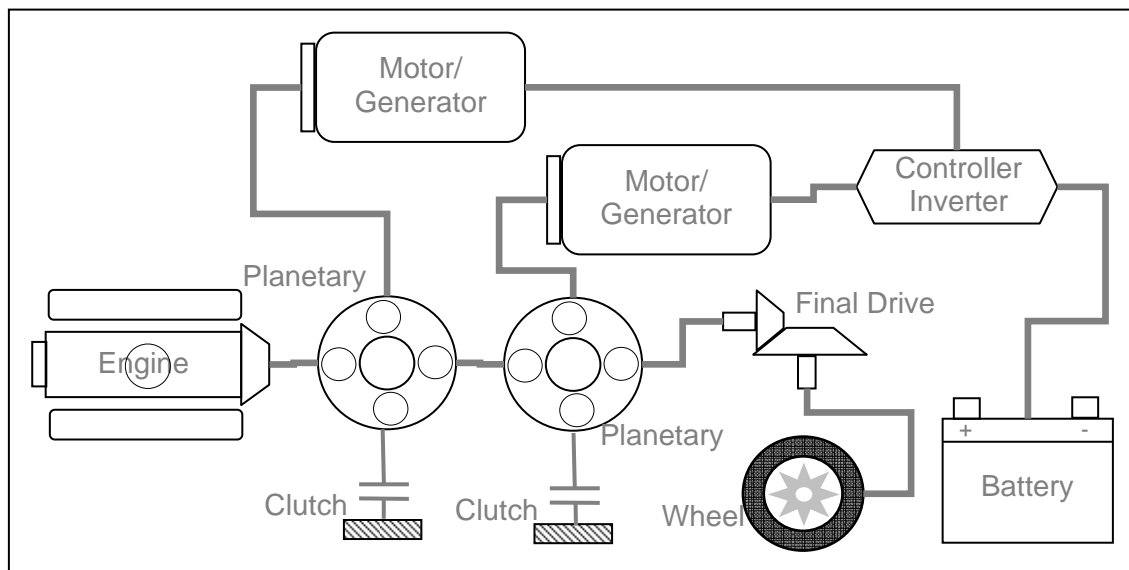 Motor/
Generator
Motor/
Generator
Controller
Inverter
Planetary
Final Drive
Engine
Planetary
+ -
Battery
Clutch
Clutch
Wheel